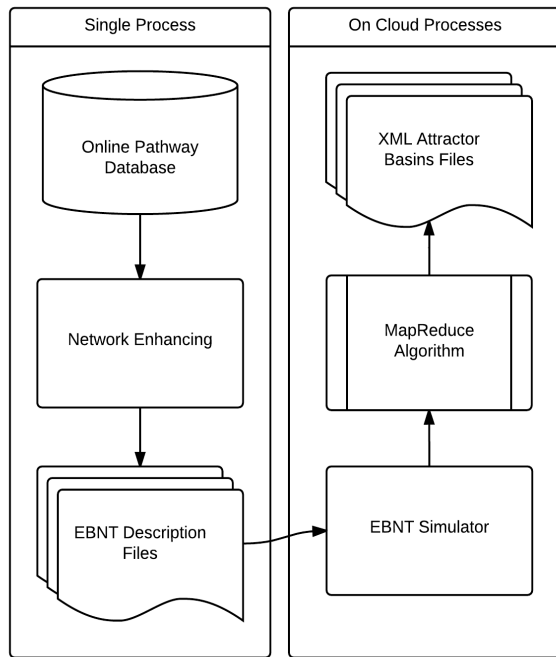 Single Process
Online Pathway
Database
Network Enhancing
EBNT Description
Files
On Cloud Processes
XML Attractor
Basins Files
MapReduce
Algorithm
EBNT Simulator